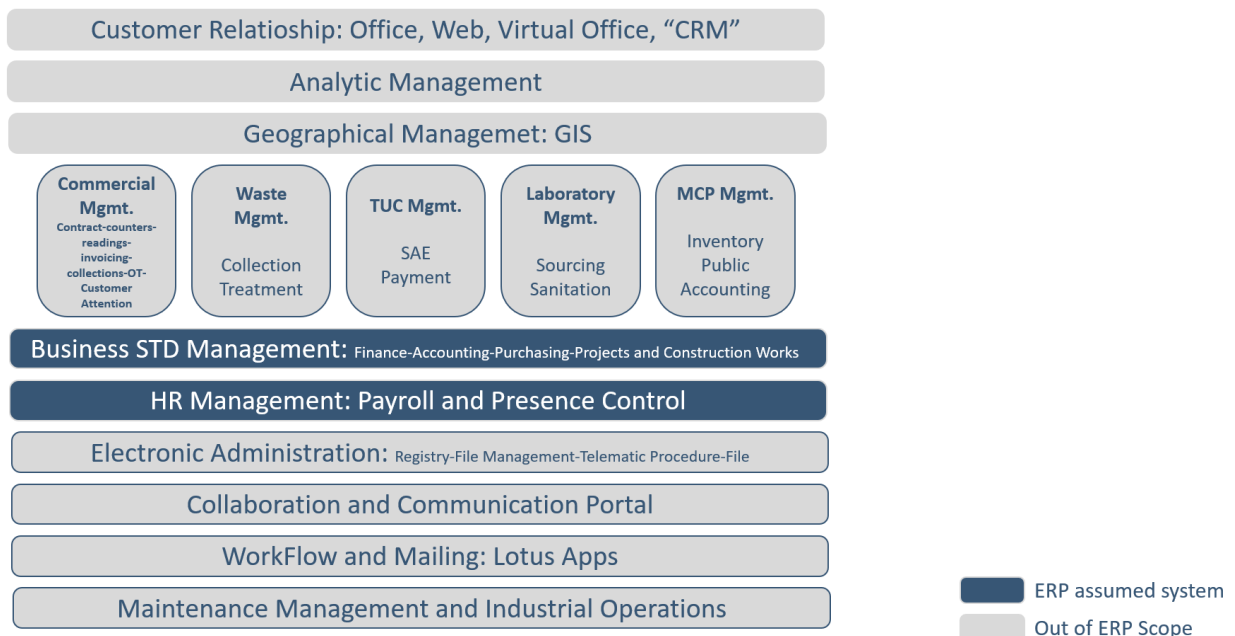 Customer Relatioship: Office, Web, Virtual Office, “CRM”
Analytic Management
Geographical Managemet: GIS
Commercial
Mgmt.
Contract-counters-
readings-
invoicing-
collections-OT-
Customer
Attention
Waste
Mgmt.
Collection
Treatment
TUC Mgmt.
SAE
Payment
Laboratory
Mgmt.
Sourcing
Sanitation
MCP Mgmt.
Inventory
Public
Accounting
Business STD Management: Finance-Accounting-Purchasing-Projects and Construction Works
HR Management: Payroll and Presence Control
Electronic Administration: Registry-File Management-Telematic Procedure-File
Collaboration and Communication Portal
WorkFlow and Mailing: Lotus Apps
Maintenance Management and Industrial Operations
ERP assumed system
Out of ERP Scope